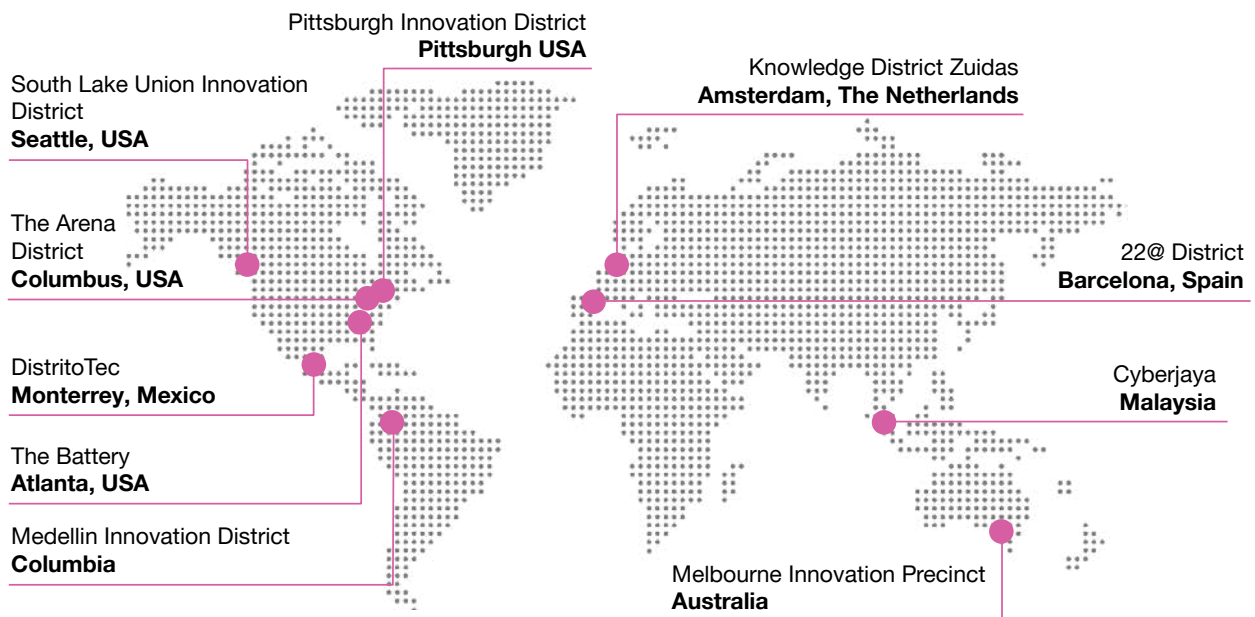 Pittsburgh Innovation District
Pittsburgh USA
South Lake Union Innovation
District
Seattle, USA
Knowledge District Zuidas
Amsterdam, The Netherlands
The Arena
District
Columbus, USA
22@ District
Barcelona, Spain
DistritoTec
Monterrey, Mexico
Cyberjaya
Malaysia
The Battery
Atlanta, USA
Medellin Innovation District
Columbia
Melbourne Innovation Precinct
Australia